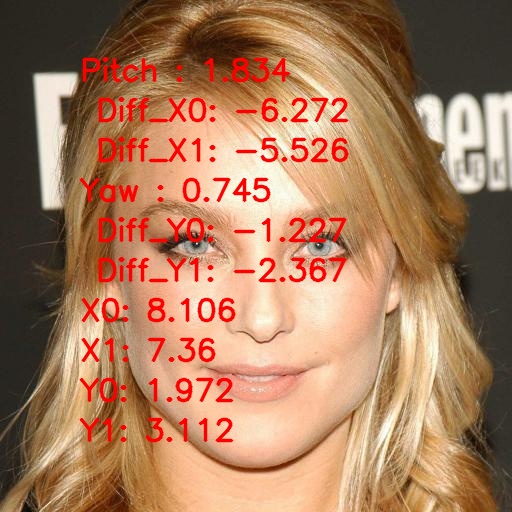 Pitch : 1.834
Diff_X0: -6.272
Diff_X1: -5.526
Yaw : 0.745
Diff_Y0: -1.227
Diff_Y1: -2.367
X0: 8.106
X1: 7.36
Y0: 1.972
Y1: 3.112